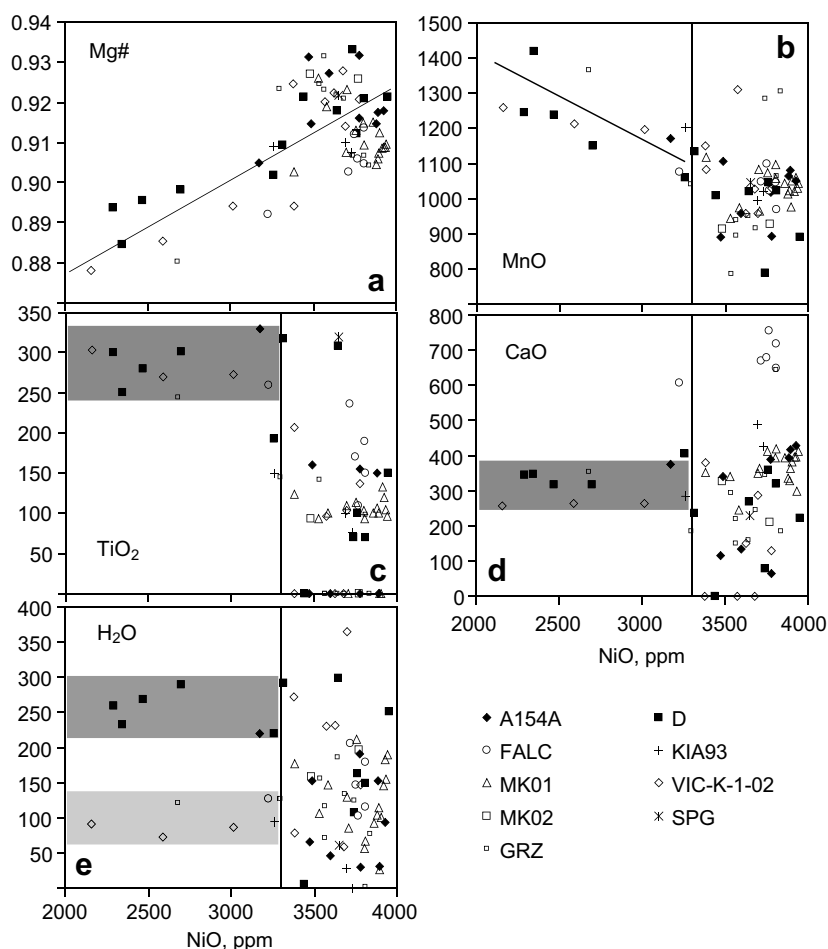 0.94
0.93
0.92
0.91
0.90
0.89
0.88
Mg#
a
1500
1400
1300
1200
1100
1000
900
800
MnO
b
350
300
250
200
150
100
50
TiO2
c
800
700
600
500
400
300
200
100
0
CaO
d
2000 2500 3000 3500 4000
NiO, ppm
400
350
300
250
200
150
100
50
H2O
e
2000 2500 3000 3500 4000
NiO, ppm
A154A
FALC
MK01
MK02
GRZ
D
KIA93
VIC-K-1-02
SPG